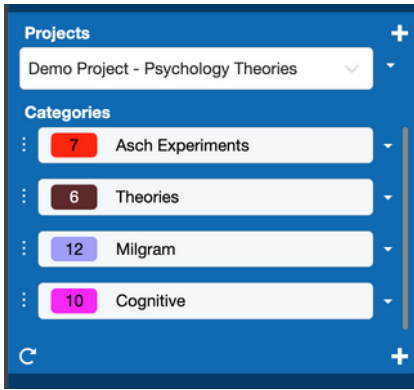 Projects
Demo Project - Psychology Theories
Categories
7 Asch Experiments
6 Theories
12 Milgram
10 Cognitive